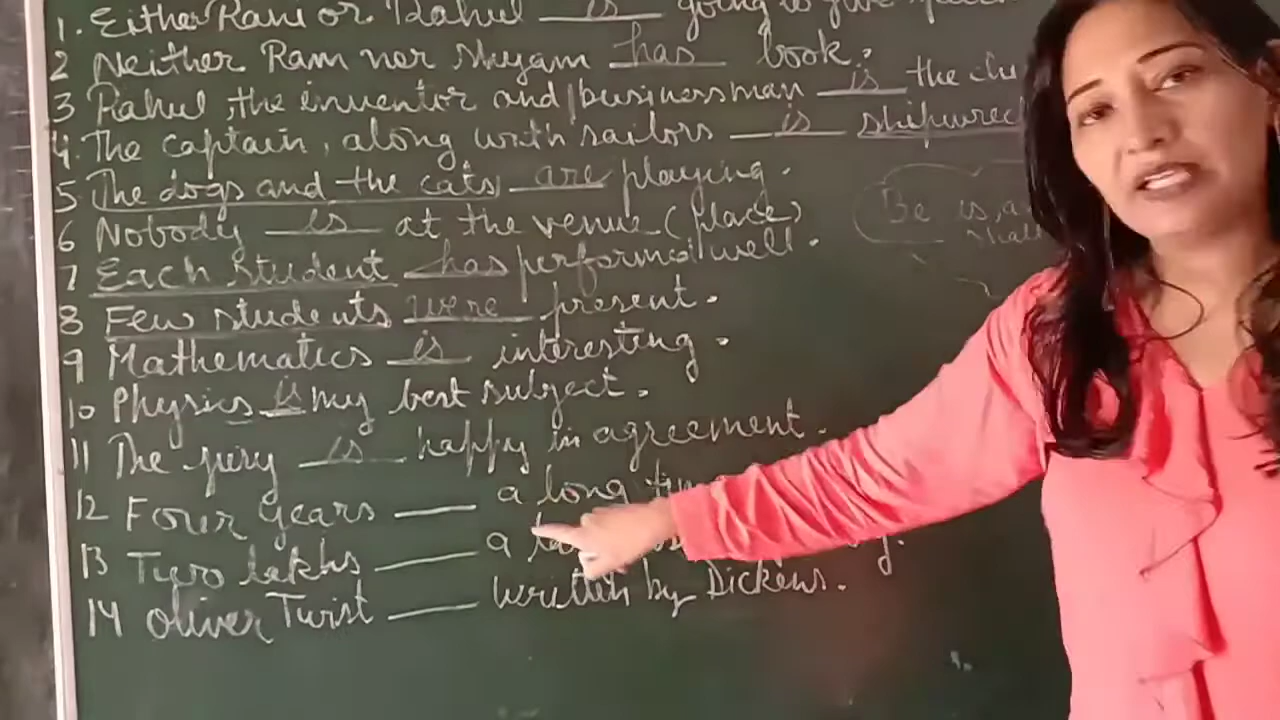 1. Either Ram or Rahul is going to give
2 Neither Ram nor Shyam has book.
3 Rahul the inventor and businessman is the
4. The captain, along with sailors is shipwrec
5 The dogs and the cats are playing.
6 Nobody is at the venue (place)
7 Each student has performed well.
8 Few students were present.
9 Mathematics is interesting.
10 Physics is my best subject.
11 The jury is happy in agreement.
12 Four years ___ a long
13 Two lakhs ___ a
14 Oliver Twist ___ written by Dickens.
Be is, a